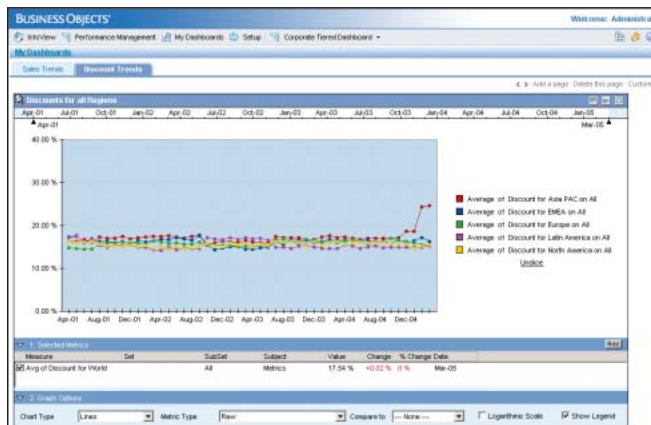 BUSINESS OBJECTS
Welcome: Administra
InfoView Performance Management My Dashboards Setup Corporate Tiered Dashboard
My Dashboards
Sales Trends Discount Trends
Add a page Delete this page Custom
Discounts for all Regions
Apr-01 Jul-01 Oct-01 Jan-02 Apr-02 Jul-02 Oct-02 Jan-03 Apr-03 Jul-03 Oct-03 Jan-04 Apr-04 Jul-04 Oct-04 Jan-05
Apr-01 Mar-05
40.00 %
30.00 %
20.00 %
10.00 %
0.00 %
Apr-01 Aug-01 Dec-01 Apr-02 Aug-02 Dec-02 Apr-03 Aug-03 Dec-03 Apr-04 Aug-04 Dec-04
Average of Discount for Asia PAC on All
Average of Discount for EMEA on All
Average of Discount for Europe on All
Average of Discount for Latin America on All
Average of Discount for North America on All
Unslice
1. Selected Metrics Add
Measure Set SubSet Subject Value Change % Change Date
Avg of Discount for World All Metrics 17.54 % +0.02 % 0 % Mar-05
2. Graph Options
Chart Type Lines Metric Type Raw Compare to --- None --- Logarithmic Scale Show Legend